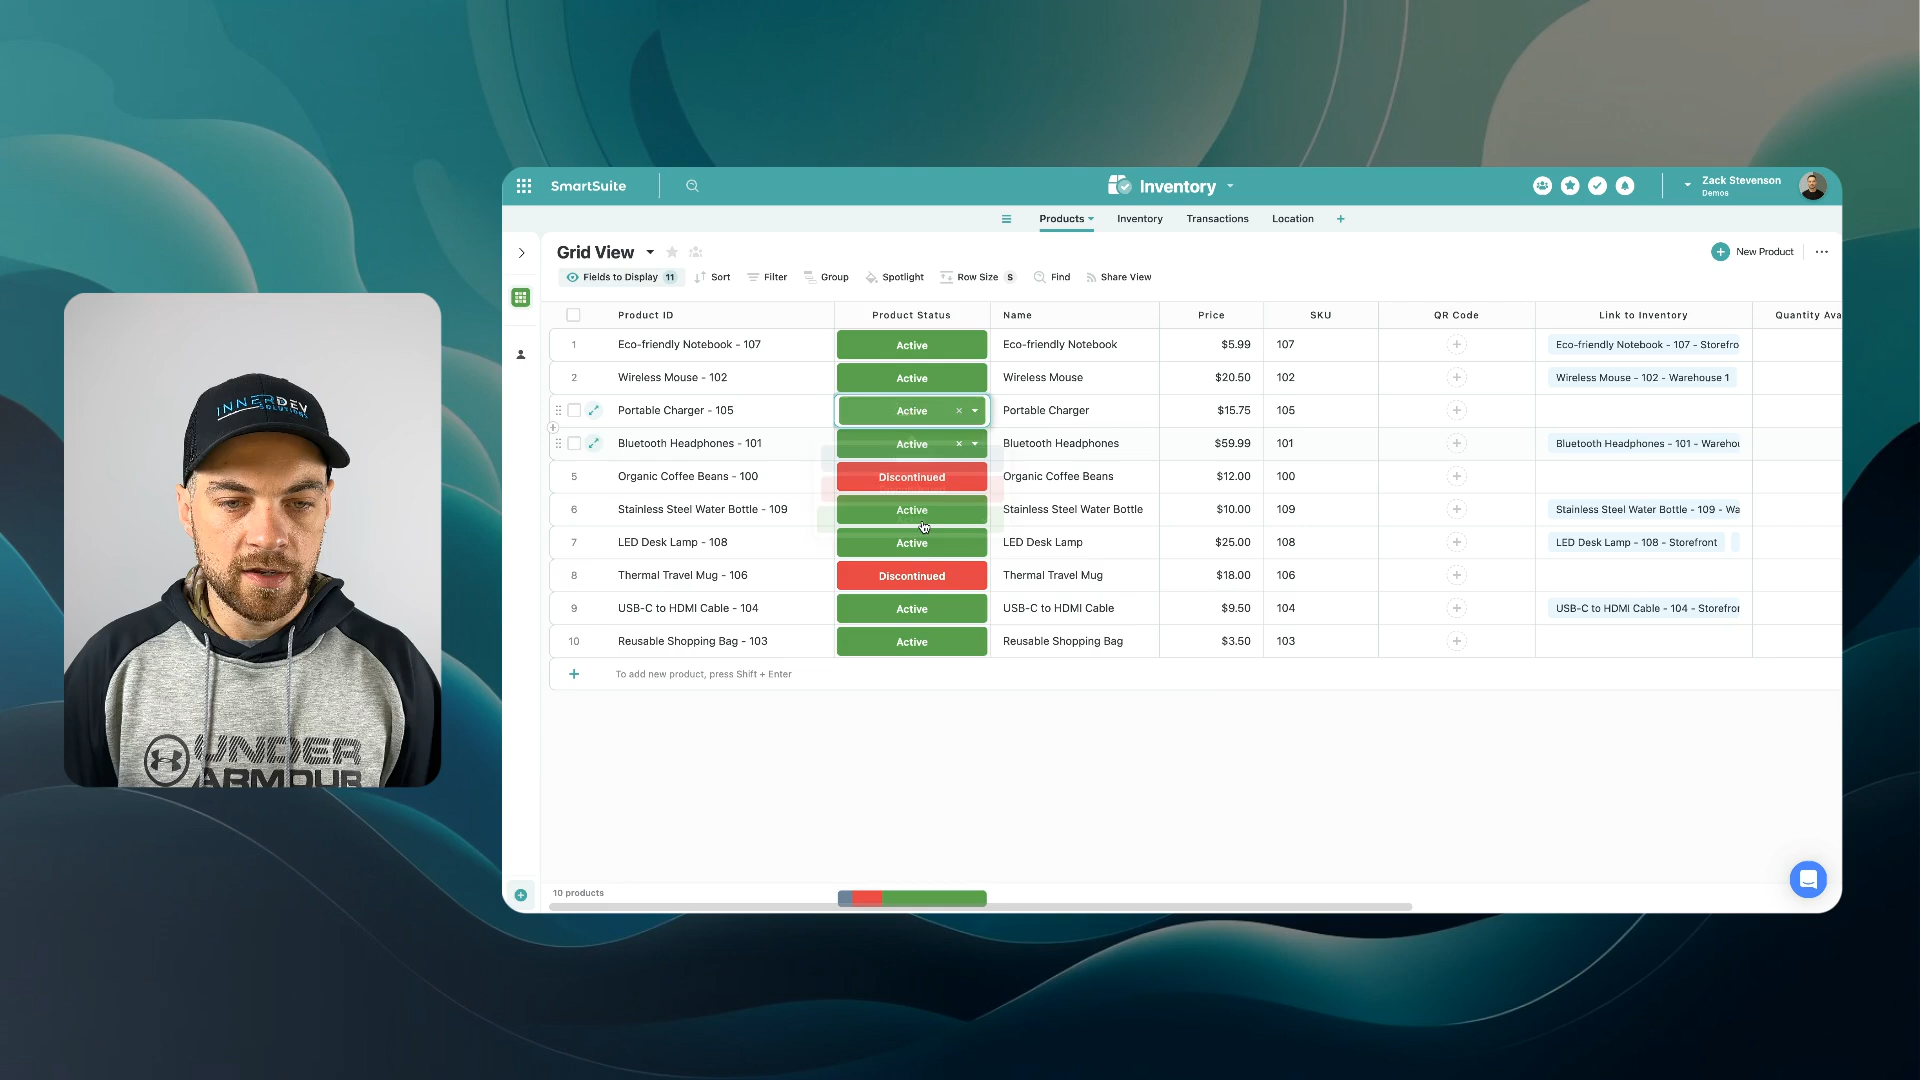 SmartSuite
Inventory
Zack Stevenson
Demos
Products
Inventory
Transactions
Location
Grid View
New Product
Fields to Display 11
Sort
Filter
Group
Spotlight
Row Size S
Find
Share View
Product ID Product Status Name Price SKU QR Code Link to Inventory Quantity Ava
1 Eco-friendly Notebook - 107 Active Eco-friendly Notebook $5.99 107 Eco-friendly Notebook - 107 - Storefro
2 Wireless Mouse - 102 Active Wireless Mouse $20.50 102 Wireless Mouse - 102 - Warehouse 1
Portable Charger - 105 Active Portable Charger $15.75 105
Bluetooth Headphones - 101 Active Bluetooth Headphones $59.99 101 Bluetooth Headphones - 101 - Warehou
5 Organic Coffee Beans - 100 Discontinued Organic Coffee Beans $12.00 100
6 Stainless Steel Water Bottle - 109 Active Stainless Steel Water Bottle $10.00 109 Stainless Steel Water Bottle - 109 - Wa
7 LED Desk Lamp - 108 Active LED Desk Lamp $25.00 108 LED Desk Lamp - 108 - Storefront
8 Thermal Travel Mug - 106 Discontinued Thermal Travel Mug $18.00 106
9 USB-C to HDMI Cable - 104 Active USB-C to HDMI Cable $9.50 104 USB-C to HDMI Cable - 104 - Storefror
10 Reusable Shopping Bag - 103 Active Reusable Shopping Bag $3.50 103
To add new product, press Shift + Enter
10 products
INNERDEV
SOLUTIONS
UNDER
ARMOUR